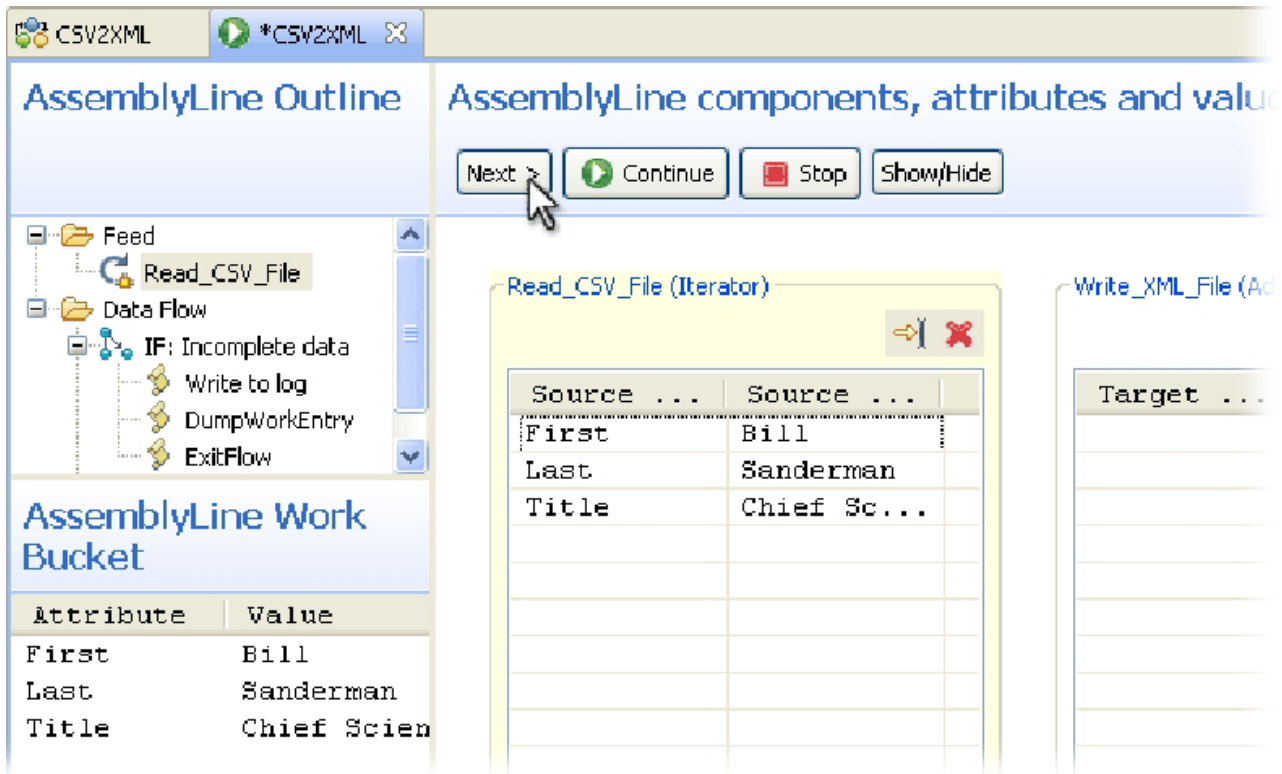 CSV2XML
*CSV2XML
AssemblyLine Outline
Feed
Read_CSV_File
Data Flow
IF: Incomplete data
Write to log
DumpWorkEntry
ExitFlow
AssemblyLine Work
Bucket
Attribute Value
First Bill
Last Sanderman
Title Chief Scien
AssemblyLine components, attributes and valu
Next >
Continue
Stop
Show/Hide
Read_CSV_File (Iterator)
Source ... Source ...
First Bill
Last Sanderman
Title Chief Sc...
Write_XML_File (Ad
Target ...